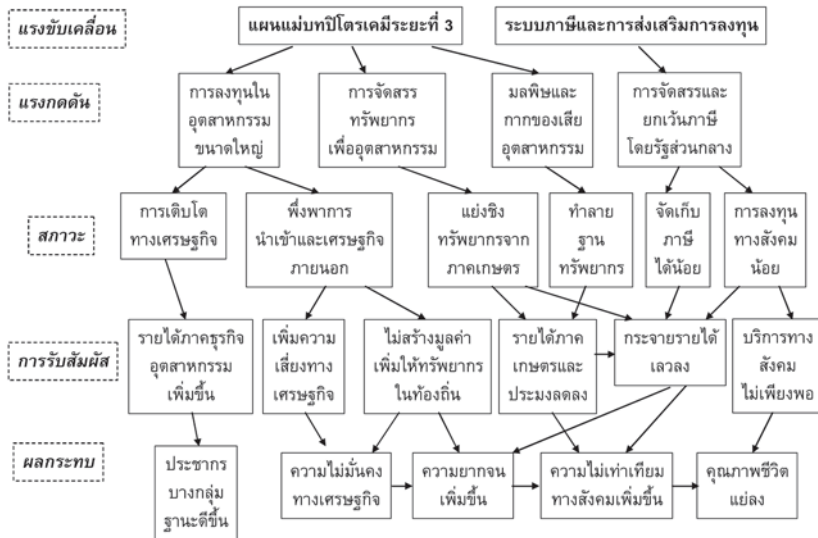 แรงขับเคลื่อน
แผนแม่บทปิโตรเคมีระยะที่ 3
ระบบภาษีและการส่งเสริมการลงทุน
แรงกดดัน
การลงทุนใน
อุตสาหกรรม
ขนาดใหญ่
การจัดสรร
ทรัพยากร
เพื่ออุตสาหกรรม
มลพิษและ
กากของเสีย
อุตสาหกรรม
การจัดสรรและ
ยกเว้นภาษี
โดยรัฐส่วนกลาง
สภาวะ
การเติบโต
ทางเศรษฐกิจ
พึ่งพาการ
นำเข้าและเศรษฐกิจ
ภายนอก
แย่งชิง
ทรัพยากรจาก
ภาคเกษตร
ทำลาย
ฐาน
ทรัพยากร
จัดเก็บ
ภาษี
ได้น้อย
การลงทุน
ทางสังคม
น้อย
การรับสัมผัส
รายได้ภาคธุรกิจ
อุตสาหกรรม
เพิ่มขึ้น
เพิ่มความ
เสี่ยงทาง
เศรษฐกิจ
ไม่สร้างมูลค่า
เพิ่มให้ทรัพยากร
ในท้องถิ่น
รายได้ภาค
เกษตรและ
ประมงลดลง
กระจายรายได้
เลวลง
บริการทาง
สังคม
ไม่เพียงพอ
ผลกระทบ
ประชากร
บางกลุ่ม
ฐานะดีขึ้น
ความไม่มั่นคง
ทางเศรษฐกิจ
ความยากจน
เพิ่มขึ้น
ความไม่เท่าเทียม
ทางสังคมเพิ่มขึ้น
คุณภาพชีวิต
แย่ลง